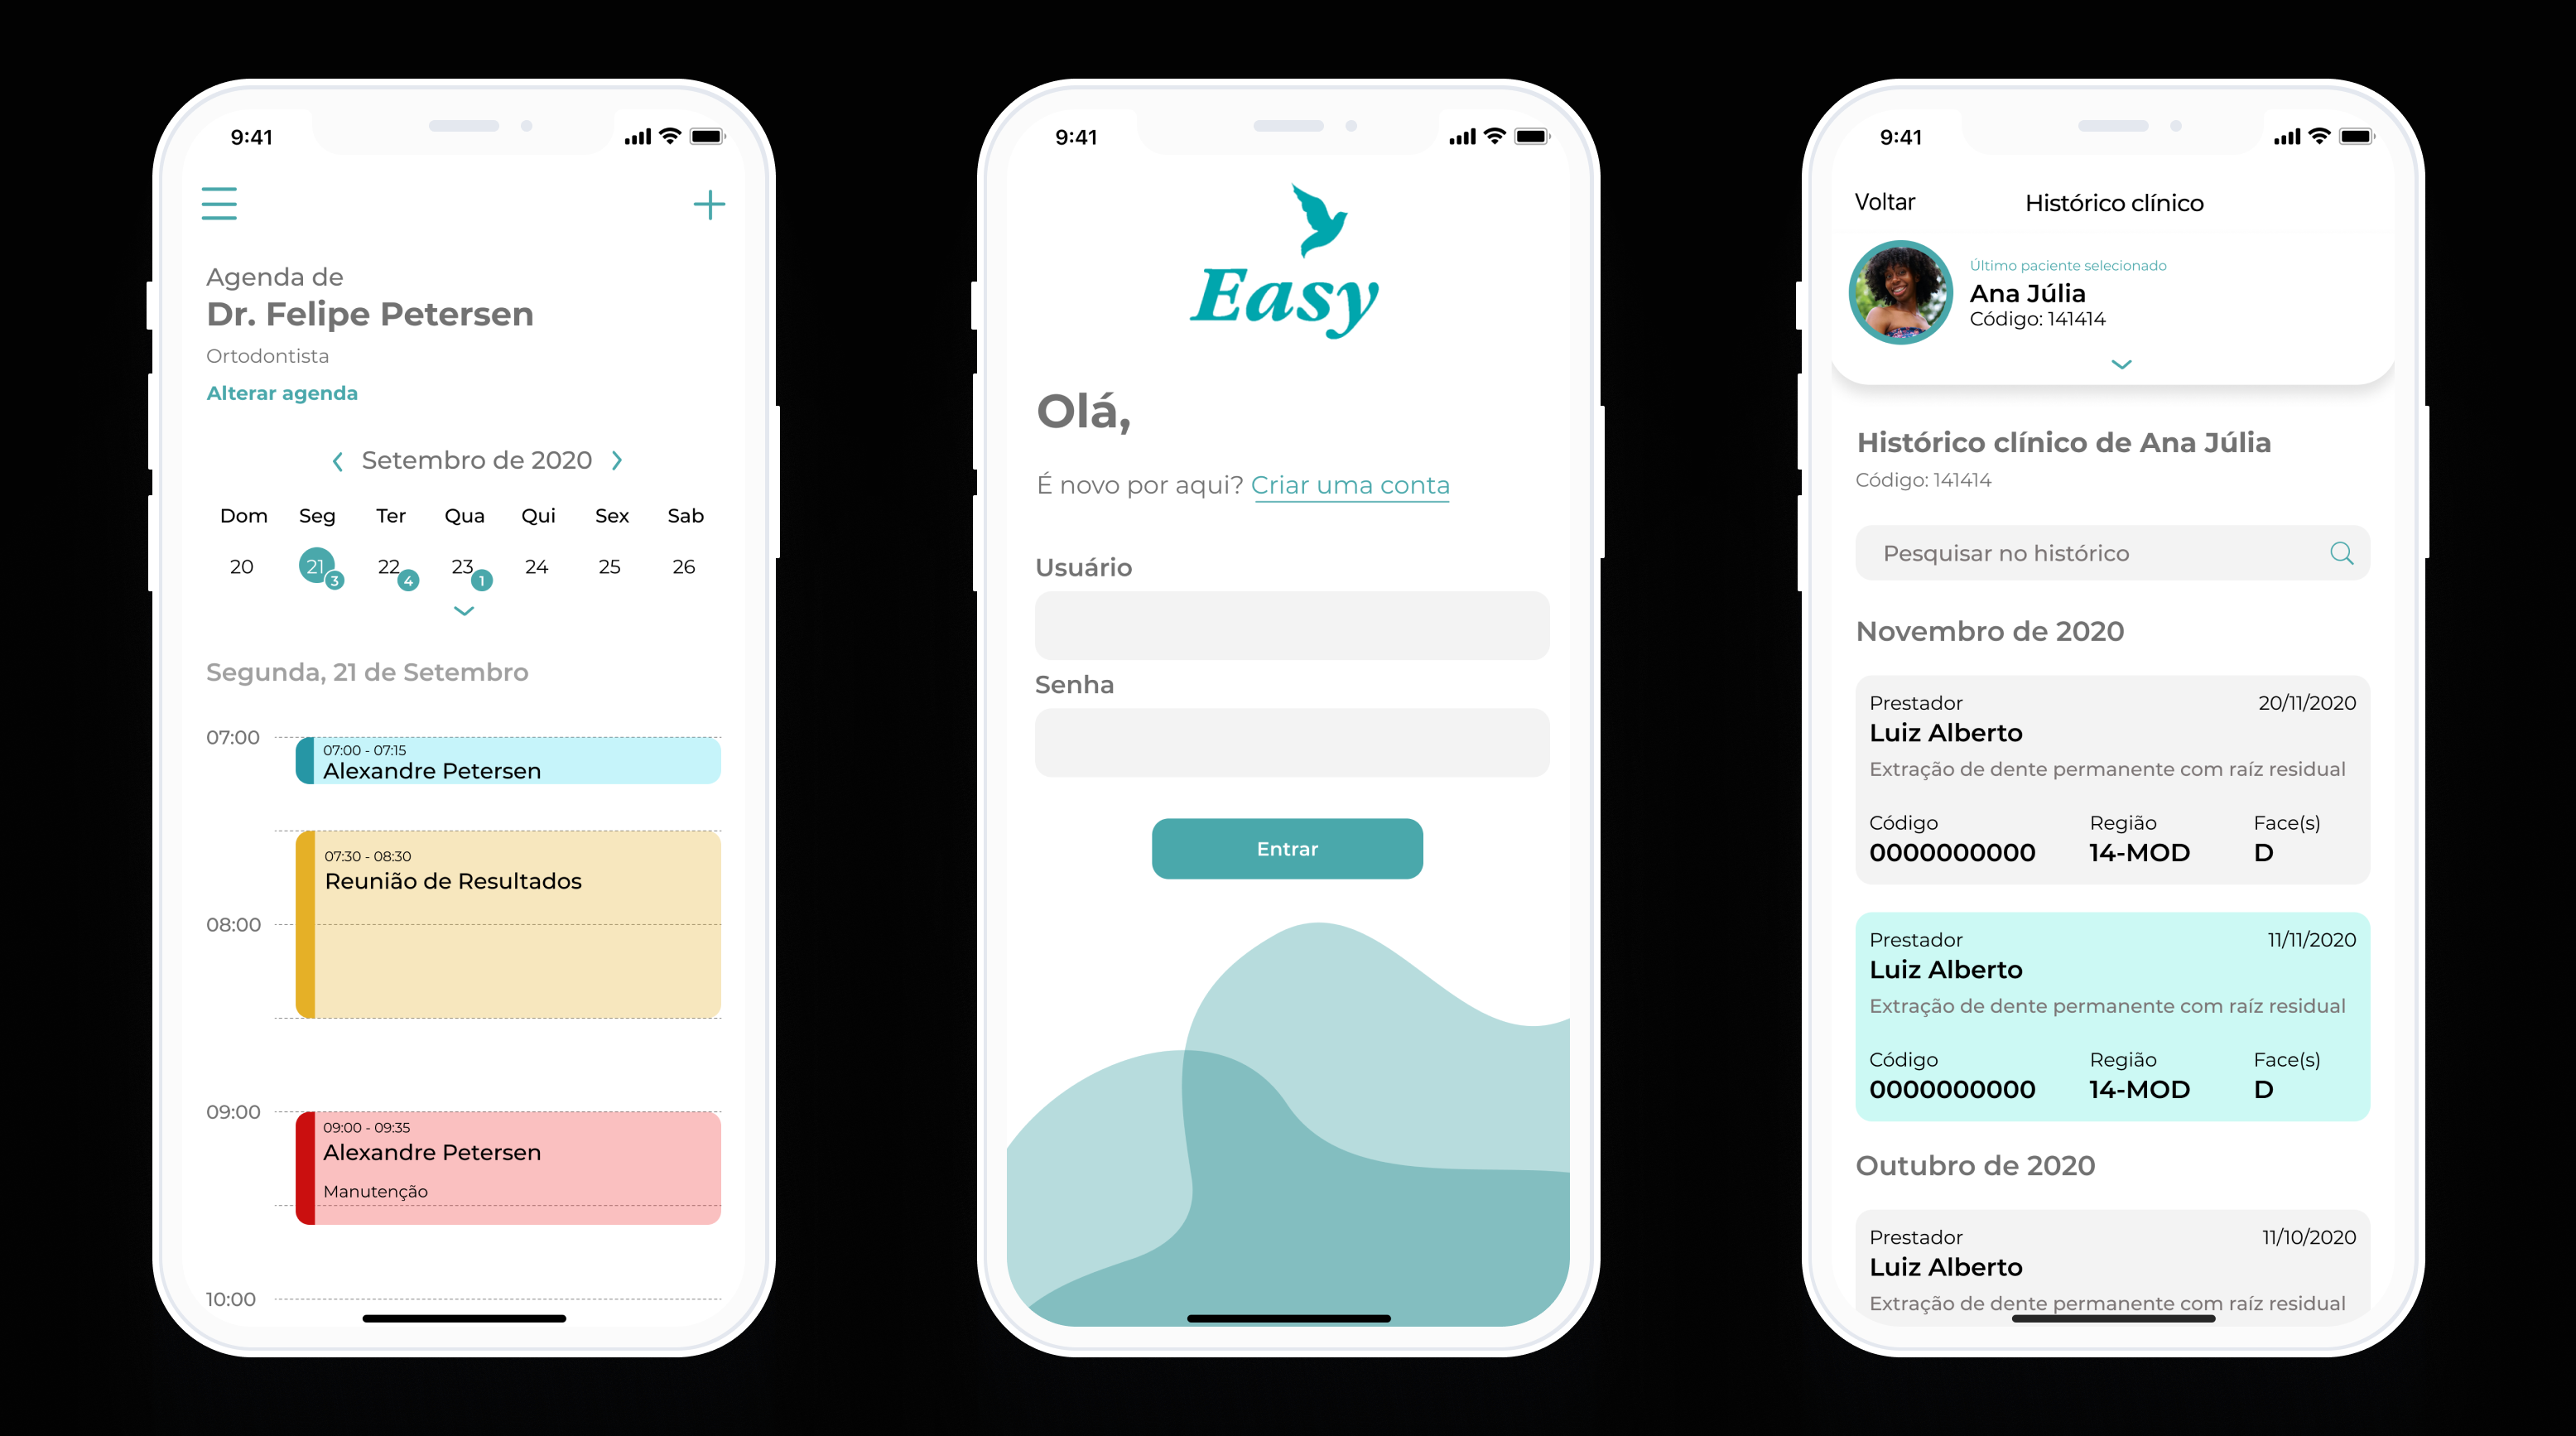 9:41
Agenda de
Dr. Felipe Petersen
Ortodontista
Alterar agenda
Setembro de 2020
Dom Seg Ter Qua Qui Sex Sab
20 21 3 22 4 23 1 24 25 26
Segunda, 21 de Setembro
07:00
07:00 - 07:15
Alexandre Petersen
07:30 - 08:30
Reunião de Resultados
08:00
09:00
09:00 - 09:35
Alexandre Petersen
Manutenção
10:00
9:41
Easy
Olá,
É novo por aqui? Criar uma conta
Usuário
Senha
Entrar
9:41
Voltar Histórico clínico
Último paciente selecionado
Ana Júlia
Código: 141414
Histórico clínico de Ana Júlia
Código: 141414
Pesquisar no histórico
Novembro de 2020
Prestador 20/11/2020
Luiz Alberto
Extração de dente permanente com raíz residual
Código Região Face(s)
0000000000 14-MOD D
Prestador 11/11/2020
Luiz Alberto
Extração de dente permanente com raíz residual
Código Região Face(s)
0000000000 14-MOD D
Outubro de 2020
Prestador 11/10/2020
Luiz Alberto
Extração de dente permanente com raíz residual